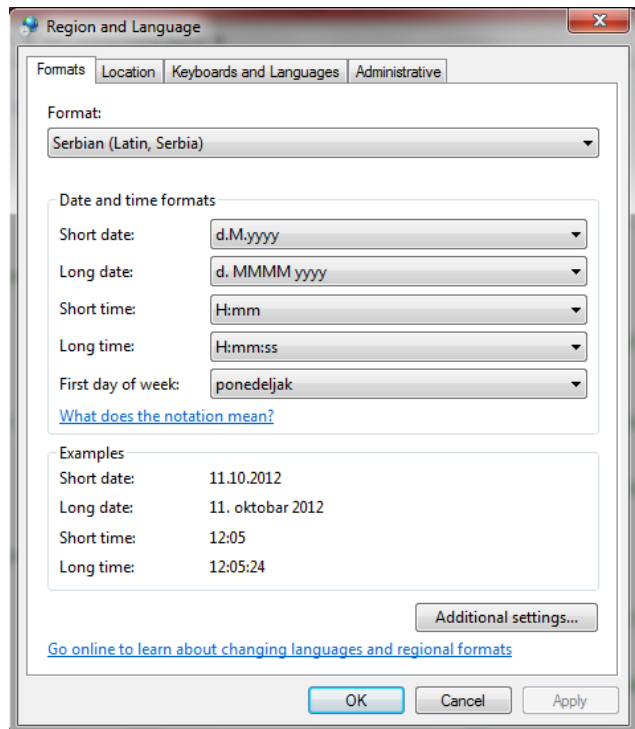 Region and Language
Formats Location Keyboards and Languages Administrative
Format:
Serbian (Latin, Serbia)
Date and time formats
Short date: d.M.yyyy
Long date: d. MMMM yyyy
Short time: H:mm
Long time: H:mm:ss
First day of week: ponedeljak
What does the notation mean?
Examples
Short date: 11.10.2012
Long date: 11. oktobar 2012
Short time: 12:05
Long time: 12:05:24
Additional settings...
Go online to learn about changing languages and regional formats
OK Cancel Apply